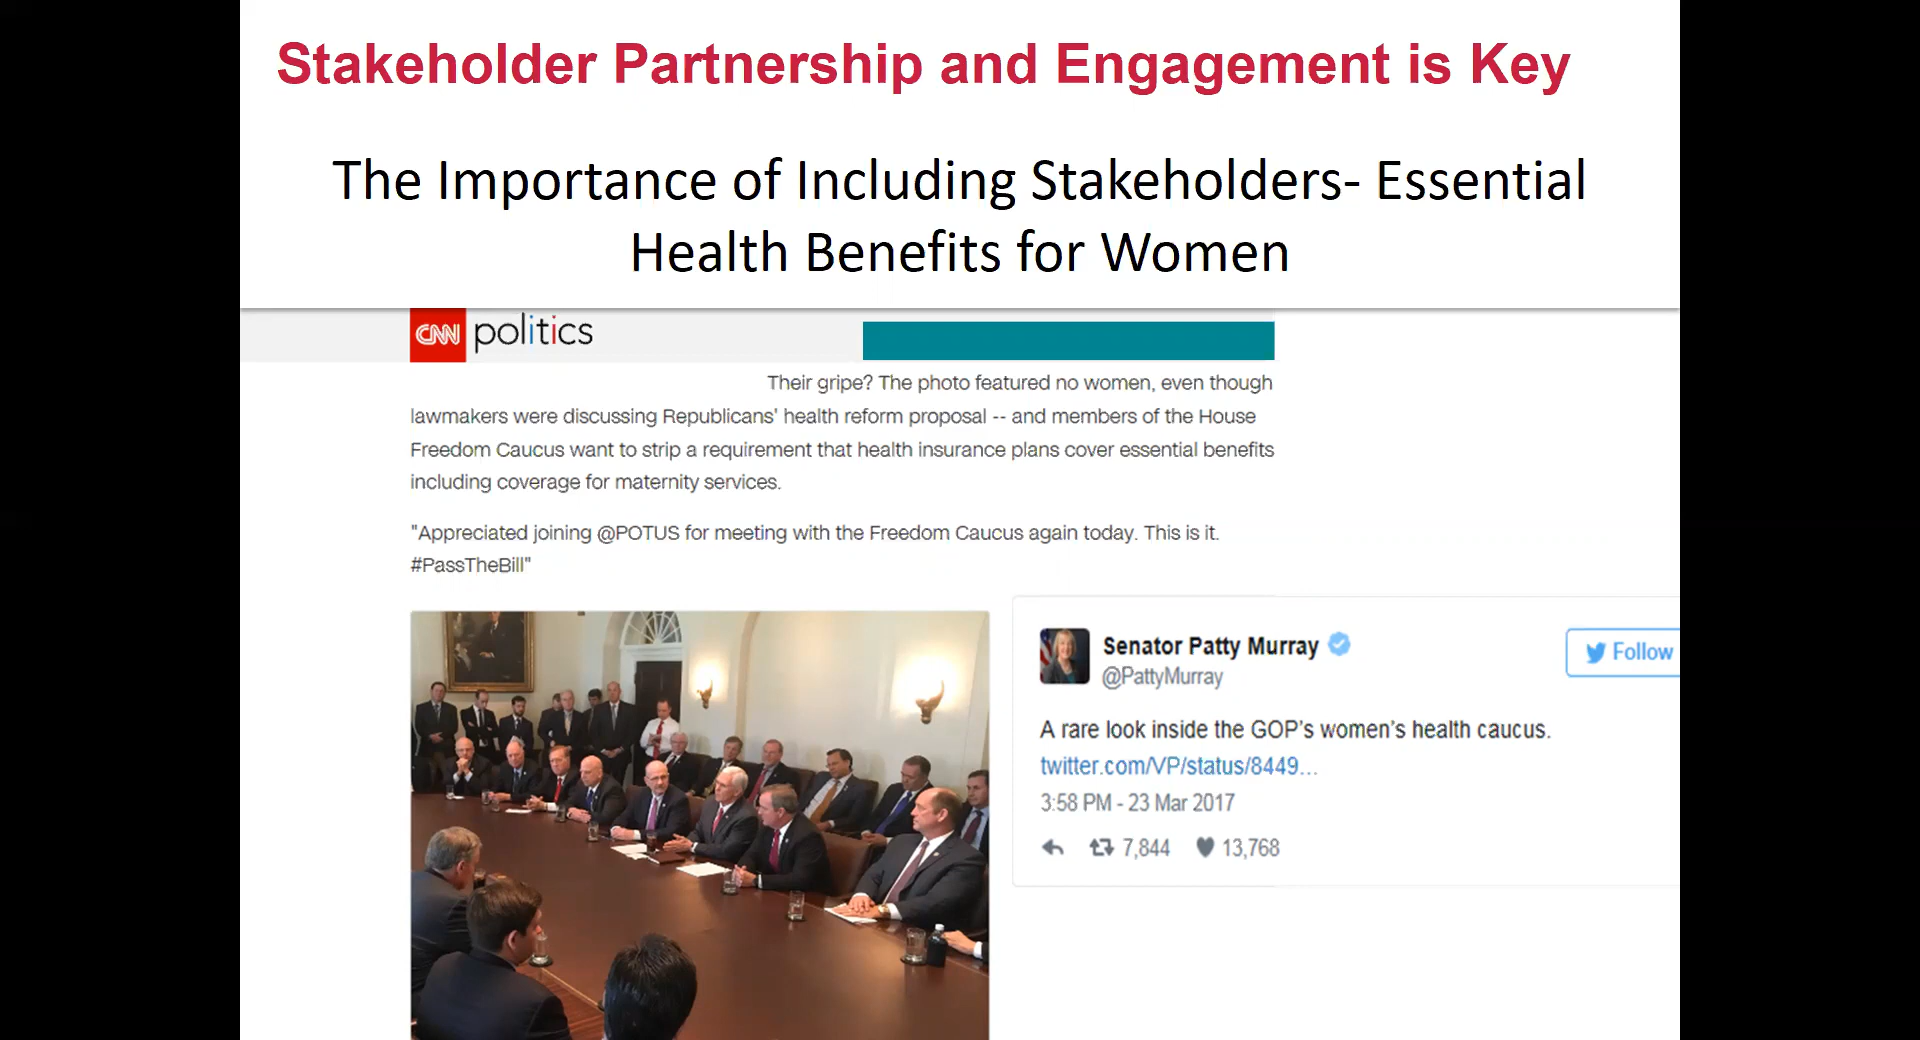 Stakeholder Partnership and Engagement is Key
The Importance of Including Stakeholders- Essential
Health Benefits for Women
CNN politics
Their gripe? The photo featured no women, even though
lawmakers were discussing Republicans' health reform proposal -- and members of the House
Freedom Caucus want to strip a requirement that health insurance plans cover essential benefits
including coverage for maternity services.
"Appreciated joining @POTUS for meeting with the Freedom Caucus again today. This is it.
#PassTheBill"
Senator Patty Murray
@PattyMurray
Follow
A rare look inside the GOP's women's health caucus.
twitter.com/VP/status/8449...
3:58 PM - 23 Mar 2017
7,844 13,768